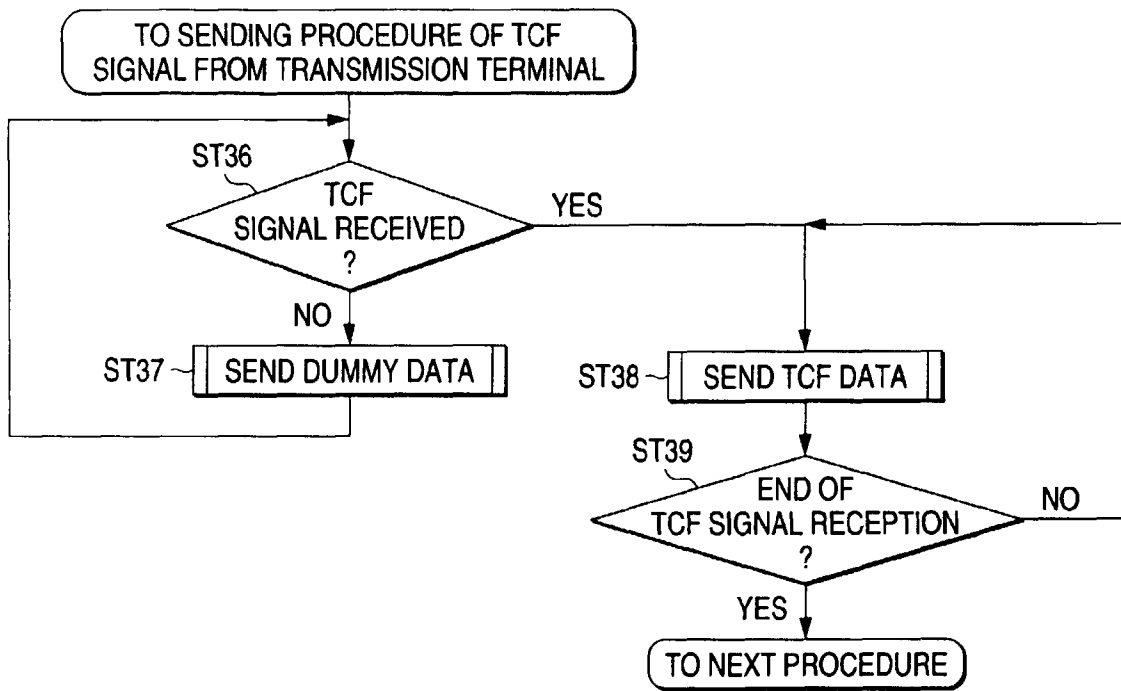 TO SENDING PROCEDURE OF TCF
SIGNAL FROM TRANSMISSION TERMINAL
ST36
TCF
SIGNAL RECEIVED
?
YES
NO
ST37
SEND DUMMY DATA
ST38
SEND TCF DATA
ST39
END OF
TCF SIGNAL RECEPTION
?
NO
YES
TO NEXT PROCEDURE